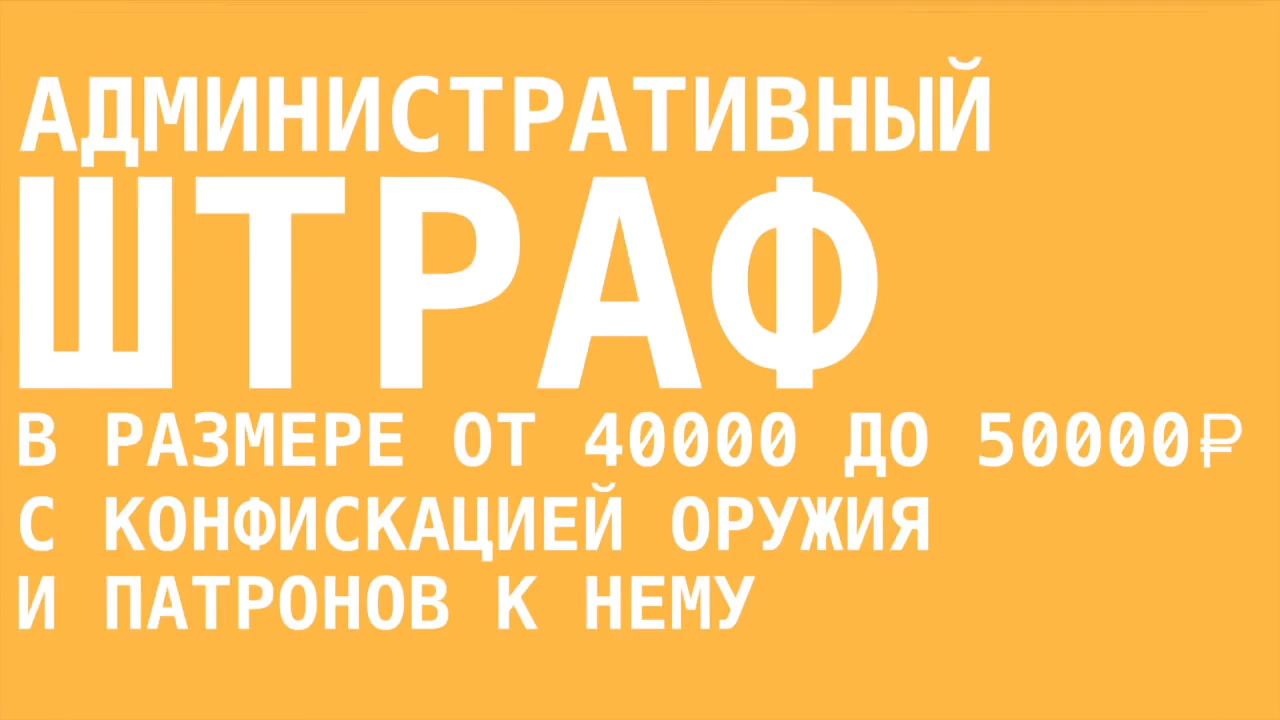 АДМИНИСТРАТИВНЫЙ
ШТРАФ
В РАЗМЕРЕ ОТ 40000 ДО 50000₽
С КОНФИСКАЦИЕЙ ОРУЖИЯ
И ПАТРОНОВ К НЕМУ